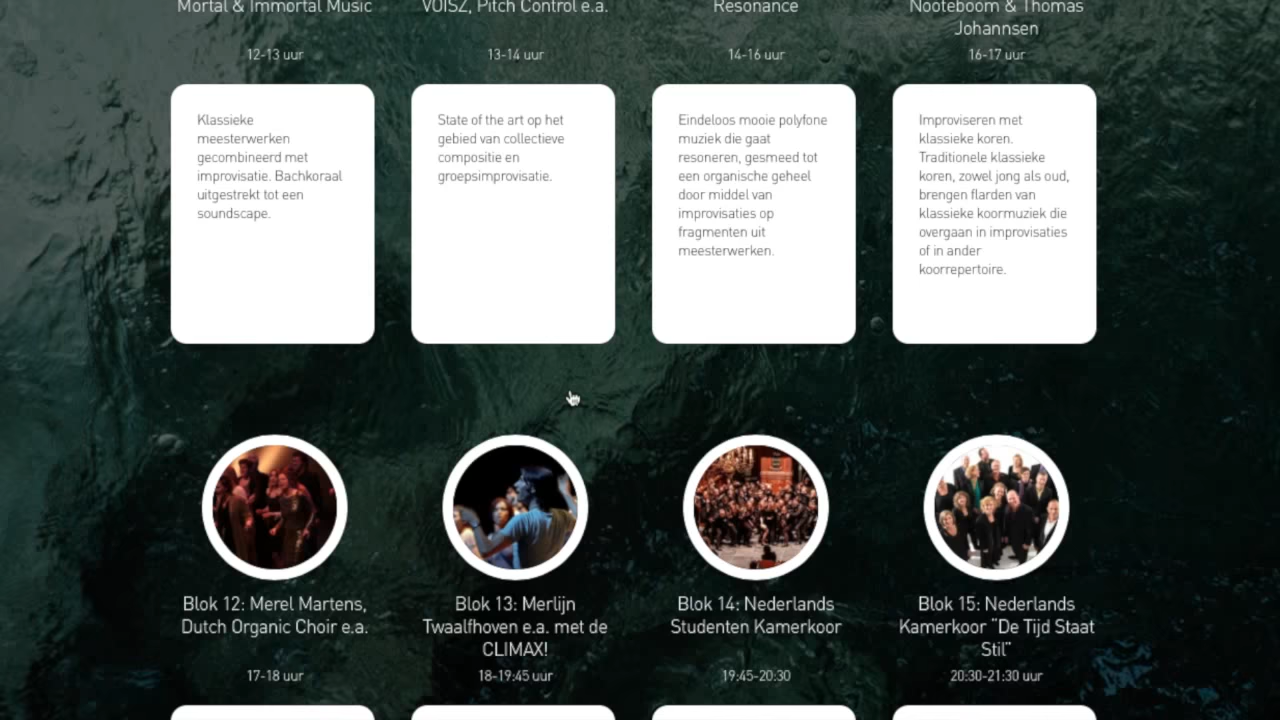 Mortal & Immortal Music
VOISZ, Pitch Control e.a.
Resonance
Nooteboom & Thomas
Johannsen
12-13 uur
13-14 uur
14-16 uur
16-17 uur
Klassieke
meesterwerken
gecombineerd met
improvisatie. Bachkoraal
uitgestrekt tot een
soundscape.
State of the art op het
gebied van collectieve
compositie en
groepsimprovisatie.
Eindeloos mooie polyfone
muziek die gaat
resoneren, gesmeed tot
een organische geheel
door middel van
improvisaties op
fragmenten uit
meesterwerken.
Improviseren met
klassieke koren.
Traditionele klassieke
koren, zowel jong als oud,
brengen flarden van
klassieke koormuziek die
overgaan in improvisaties
of in ander
koorrepertoire.
Blok 12: Merel Martens,
Dutch Organic Choir e.a.
17-18 uur
Blok 13: Merlijn
Twaalfhoven e.a. met de
CLIMAX!
18-19:45 uur
Blok 14: Nederlands
Studenten Kamerkoor
19:45-20:30
Blok 15: Nederlands
Kamerkoor "De Tijd Staat
Stil"
20:30-21:30 uur